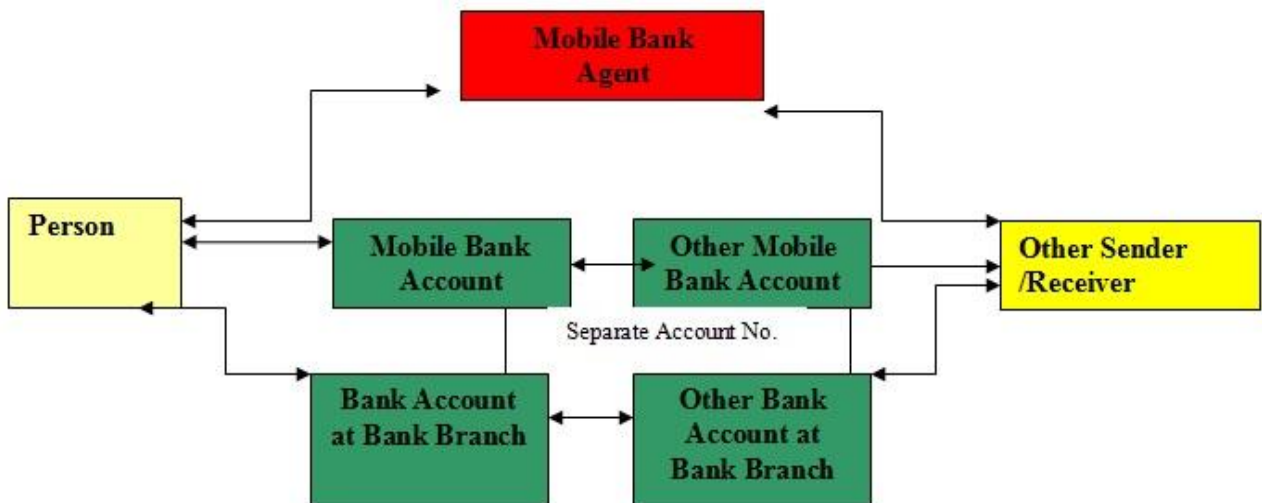 Mobile Bank
Agent
Person
Mobile Bank
Account
Other Mobile
Bank Account
Other Sender
/Receiver
Separate Account No.
Bank Account
at Bank Branch
Other Bank
Account at
Bank Branch